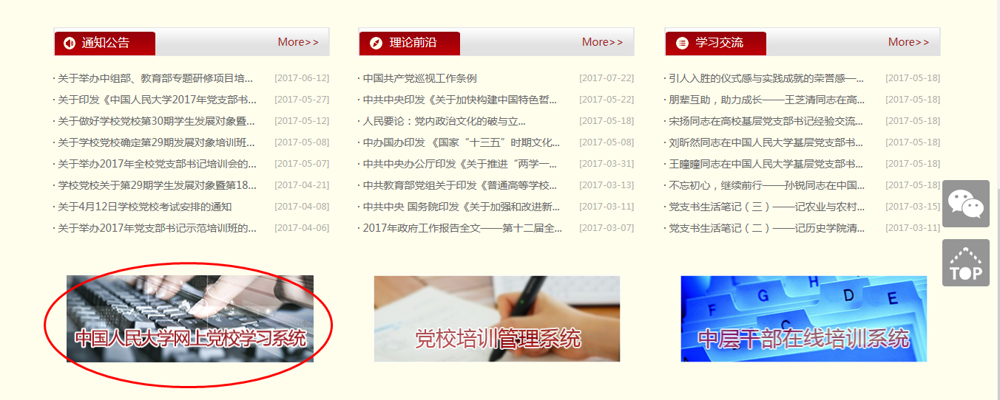 通知公告 More>>
关于举办中组部、教育部专题研修项目培... [2017-06-12]
关于印发《中国人民大学2017年党支部书... [2017-05-27]
关于做好学校党校第30期学生发展对象暨... [2017-05-12]
关于学校党校确定第29期发展对象培训班... [2017-05-08]
关于举办2017年全校党支部书记培训会的... [2017-05-07]
学校党校关于第29期学生发展对象暨第18... [2017-04-21]
关于4月12日学校党校考试安排的通知 [2017-04-08]
关于举办2017年党支部书记示范培训班的... [2017-04-06]
理论前沿 More>>
中国共产党巡视工作条例 [2017-07-22]
中共中央印发《关于加快构建中国特色哲... [2017-05-22]
人民要论：党内政治文化的破与立... [2017-05-18]
中办国办印发 《国家“十三五”时期文化... [2017-05-08]
中共中央办公厅印发《关于推进“两学一... [2017-03-31]
中共教育部党组关于印发《普通高等学校... [2017-03-13]
中共中央 国务院印发《关于加强和改进新... [2017-03-11]
2017年政府工作报告全文——第十二届全... [2017-03-07]
学习交流 More>>
引人入胜的仪式感与实践成就的荣誉感—... [2017-05-18]
朋辈互助，助力成长——王芝清同志在高... [2017-05-18]
宋扬同志在高校基层党支部书记经验交流... [2017-05-18]
刘昕然同志在中国人民大学基层党支部书... [2017-05-18]
王曈曈同志在中国人民大学基层党支部书... [2017-05-18]
不忘初心，继续前行——孙锐同志在中国... [2017-05-18]
党支书生活笔记（三）——记农业与农村... [2017-03-15]
党支书生活笔记（二）——记历史学院清... [2017-03-11]
TOP
中国人民大学网上党校学习系统
党校培训管理系统
F G H D E C
中层干部在线培训系统